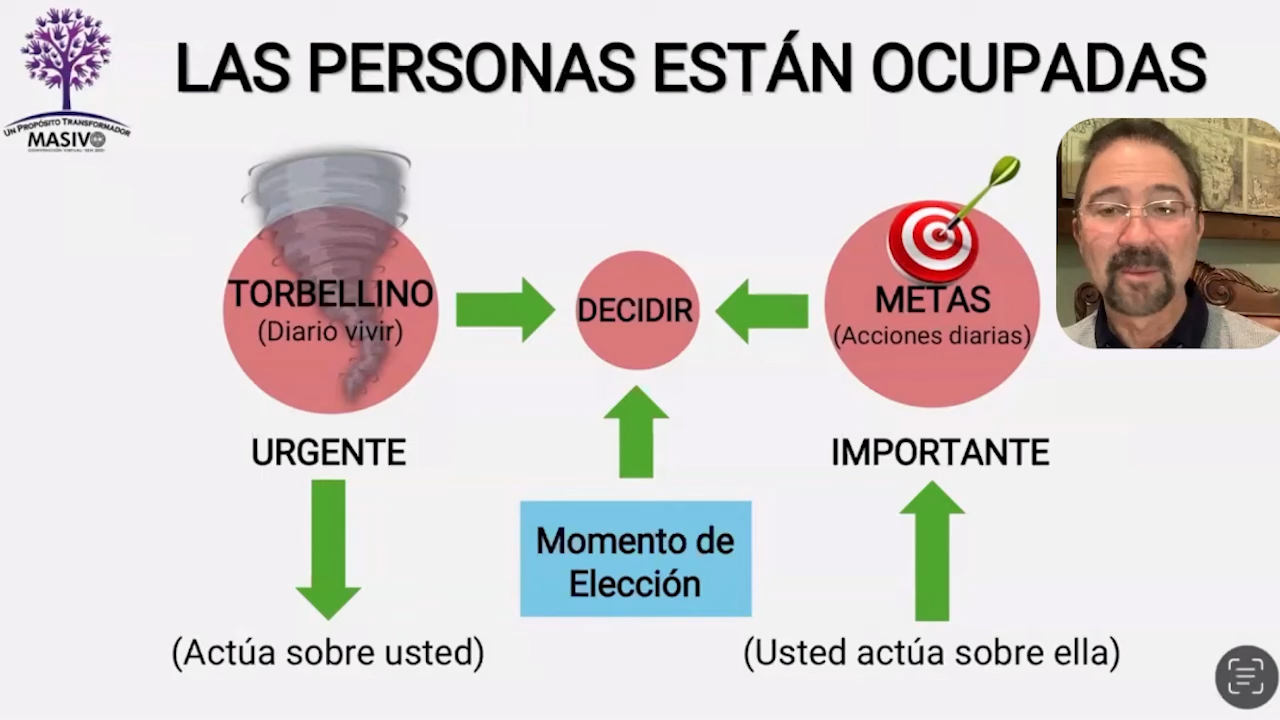 LAS PERSONAS ESTÁN OCUPADAS
UN PROPÓSITO TRANSFORMADOR
MASIVO
TORBELLINO
(Diario vivir)
DECIDIR
METAS
(Acciones diarias)
URGENTE
IMPORTANTE
Momento de
Elección
(Actúa sobre usted)
(Usted actúa sobre ella)